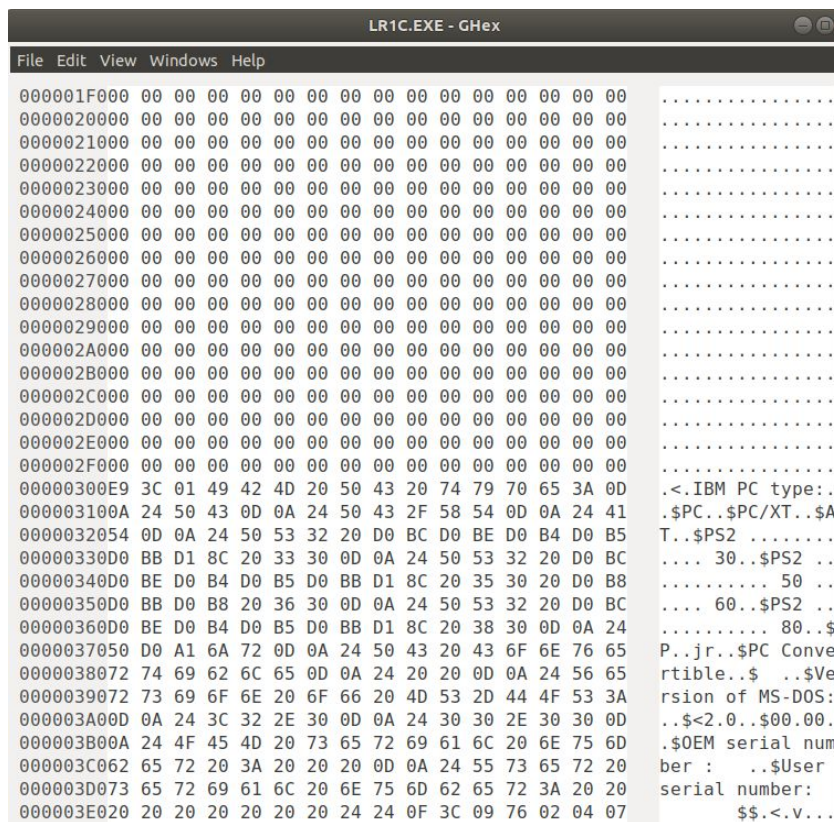 LR1C.EXE - GHex
File Edit View Windows Help
000001F000 00 00 00 00 00 00 00 00 00 00 00 00 00 00 00 ................
0000020000 00 00 00 00 00 00 00 00 00 00 00 00 00 00 00 ................
0000021000 00 00 00 00 00 00 00 00 00 00 00 00 00 00 00 ................
0000022000 00 00 00 00 00 00 00 00 00 00 00 00 00 00 00 ................
0000023000 00 00 00 00 00 00 00 00 00 00 00 00 00 00 00 ................
0000024000 00 00 00 00 00 00 00 00 00 00 00 00 00 00 00 ................
0000025000 00 00 00 00 00 00 00 00 00 00 00 00 00 00 00 ................
0000026000 00 00 00 00 00 00 00 00 00 00 00 00 00 00 00 ................
0000027000 00 00 00 00 00 00 00 00 00 00 00 00 00 00 00 ................
0000028000 00 00 00 00 00 00 00 00 00 00 00 00 00 00 00 ................
0000029000 00 00 00 00 00 00 00 00 00 00 00 00 00 00 00 ................
000002A000 00 00 00 00 00 00 00 00 00 00 00 00 00 00 00 ................
000002B000 00 00 00 00 00 00 00 00 00 00 00 00 00 00 00 ................
000002C000 00 00 00 00 00 00 00 00 00 00 00 00 00 00 00 ................
000002D000 00 00 00 00 00 00 00 00 00 00 00 00 00 00 00 ................
000002E000 00 00 00 00 00 00 00 00 00 00 00 00 00 00 00 ................
000002F000 00 00 00 00 00 00 00 00 00 00 00 00 00 00 00 ................
00000300E9 3C 01 49 42 4D 20 50 43 20 74 79 70 65 3A 0D .<.IBM PC type:.
000003100A 24 50 43 0D 0A 24 50 43 2F 58 54 0D 0A 24 41 .$PC..$PC/XT..$A
0000032054 0D 0A 24 50 53 32 20 D0 BC D0 BE D0 B4 D0 B5 T..$PS2 ........
00000330D0 BB D1 8C 20 33 30 0D 0A 24 50 53 32 20 D0 BC .... 30..$PS2 ..
00000340D0 BE D0 B4 D0 B5 D0 BB D1 8C 20 35 30 20 D0 B8 .......... 50 ..
00000350D0 BB D0 B8 20 36 30 0D 0A 24 50 53 32 20 D0 BC .... 60..$PS2 ..
00000360D0 BE D0 B4 D0 B5 D0 BB D1 8C 20 38 30 0D 0A 24 .......... 80..$
0000037050 D0 A1 6A 72 0D 0A 24 50 43 20 43 6F 6E 76 65 P..jr..$PC Conve
0000038072 74 69 62 6C 65 0D 0A 24 20 20 0D 0A 24 56 65 rtible..$  ..$Ve
0000039072 73 69 6F 6E 20 6F 66 20 4D 53 2D 44 4F 53 3A rsion of MS-DOS:
000003A00D 0A 24 3C 32 2E 30 0D 0A 24 30 30 2E 30 30 0D ..$<2.0..$00.00.
000003B00A 24 4F 45 4D 20 73 65 72 69 61 6C 20 6E 75 6D .$OEM serial num
000003C062 65 72 20 3A 20 20 20 0D 0A 24 55 73 65 72 20 ber :   ..$User
000003D073 65 72 69 61 6C 20 6E 75 6D 62 65 72 3A 20 20 serial number:
000003E020 20 20 20 20 20 20 24 24 0F 3C 09 76 02 04 07 $$.<.v...